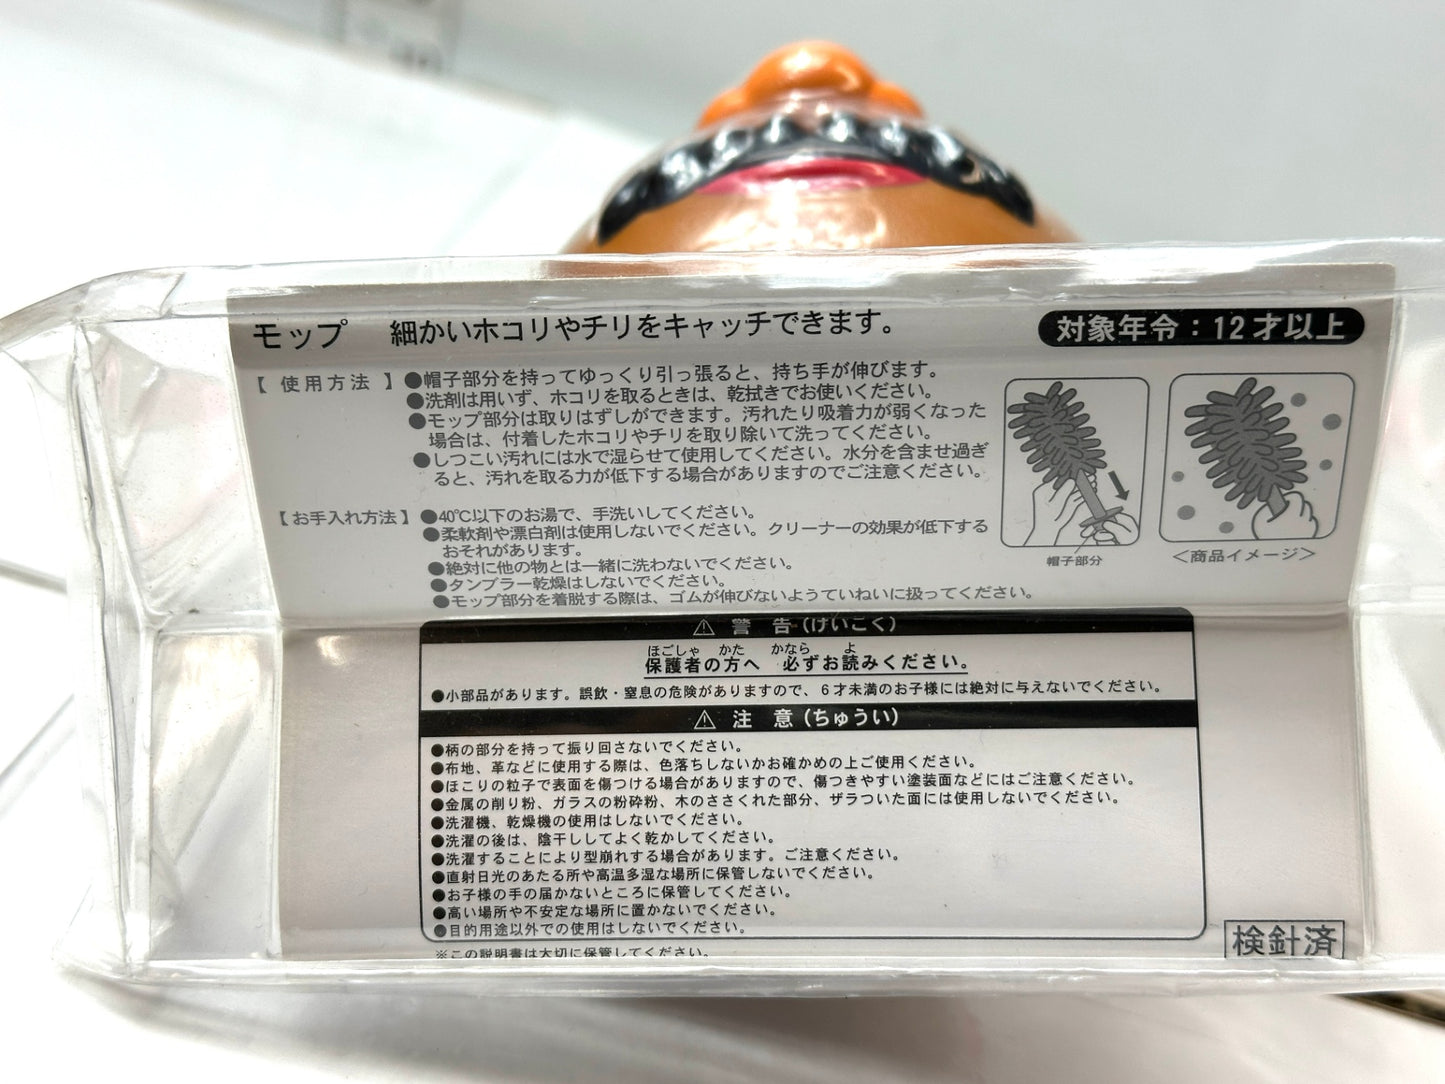 モップ 細かいホコリやチリをキャッチできます。
対象年令：12才以上
【 使用方法 】 ●帽子部分を持ってゆっくり引っ張ると、持ち手が伸びます。
●洗剤は用いず、ホコリを取るときは、乾拭きでお使いください。
●モップ部分は取りはずしができます。汚れたり吸着力が弱くなった
場合は、付着したホコリやチリを取り除いて洗ってください。
●しつこい汚れには水で湿らせて使用してください。水分を含ませ過ぎ
ると、汚れを取る力が低下する場合がありますのでご注意ください。
【お手入れ方法】 ●40℃以下のお湯で、手洗いしてください。
●柔軟剤や漂白剤は使用しないでください。クリーナーの効果が低下する
おそれがあります。
●絶対に他の物とは一緒に洗わないでください。
●タンブラー乾燥はしないでください。
●モップ部分を着脱する際は、ゴムが伸びないようていねいに扱ってください。
帽子部分
＜商品イメージ＞
⚠ 警 告（けいこく）
ほごしゃ かた かなら よ
保護者の方へ 必ずお読みください。
●小部品があります。誤飲・窒息の危険がありますので、6才未満のお子様には絶対に与えないでください。
⚠ 注 意（ちゅうい）
●柄の部分を持って振り回さないでください。
●布地、革などに使用する際は、色落ちしないかお確かめの上ご使用ください。
●ほこりの粒子で表面を傷つける場合がありますので、傷つきやすい塗装面などにはご注意ください。
●金属の削り粉、ガラスの粉砕粉、木のささくれた部分、ザラついた面には使用しないでください。
●洗濯機、乾燥機の使用はしないでください。
●洗濯の後は、陰干ししてよく乾かしてください。
●洗濯することにより型崩れする場合があります。ご注意ください。
●直射日光のあたる所や高温多湿な場所に保管しないでください。
●お子様の手の届かないところに保管してください。
●高い場所や不安定な場所に置かないでください。
●目的用途以外での使用はしないでください。
※この説明書は大切に保管してください。
検針済